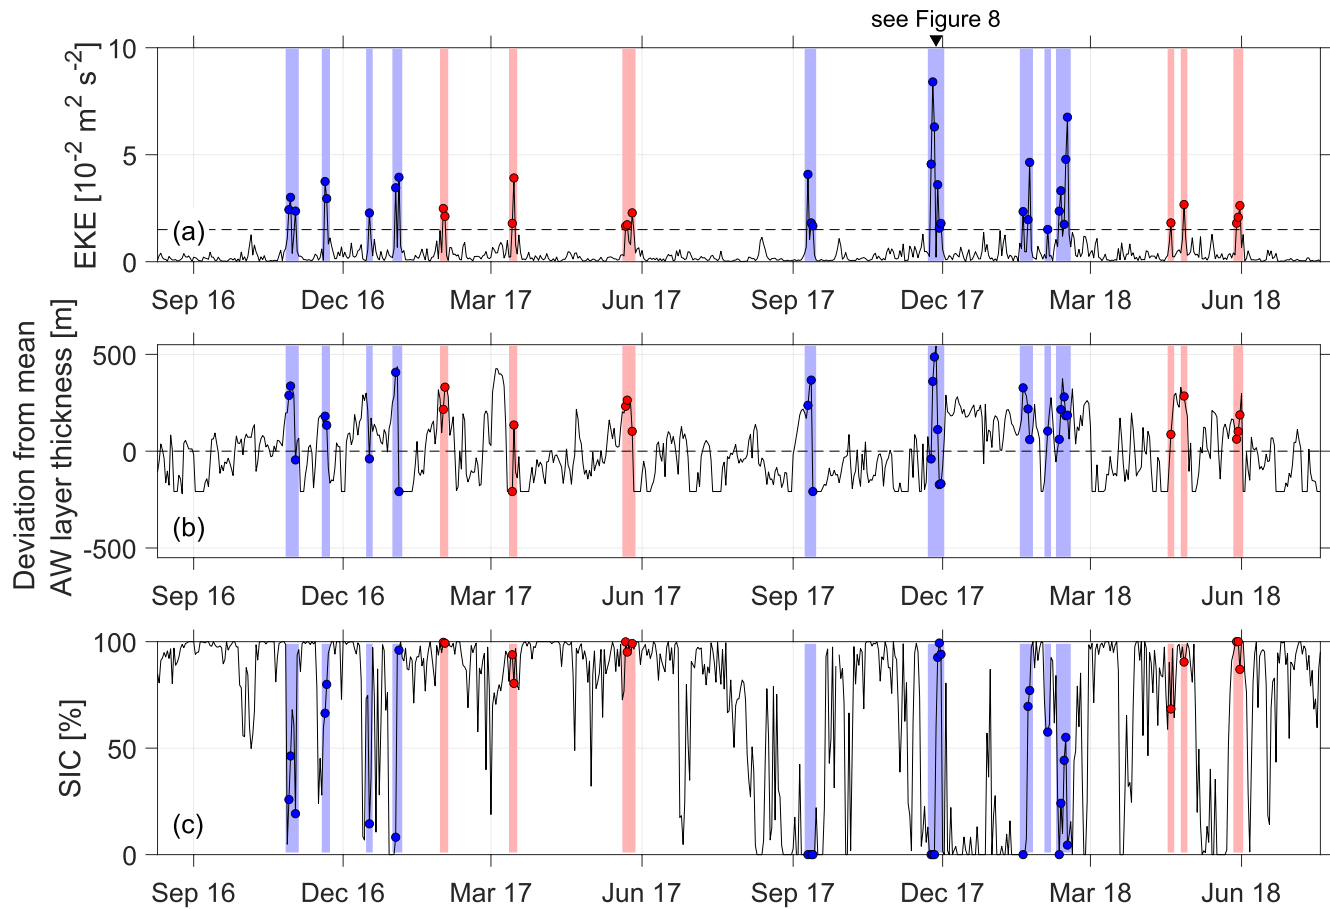 see Figure 8
EKE [10⁻² m² s⁻²]
10
5
0
(a)
Sep 16 Dec 16 Mar 17 Jun 17 Sep 17 Dec 17 Mar 18 Jun 18
Deviation from mean
AW layer thickness [m]
500
0
-500
(b)
Sep 16 Dec 16 Mar 17 Jun 17 Sep 17 Dec 17 Mar 18 Jun 18
SIC [%]
100
50
0
(c)
Sep 16 Dec 16 Mar 17 Jun 17 Sep 17 Dec 17 Mar 18 Jun 18